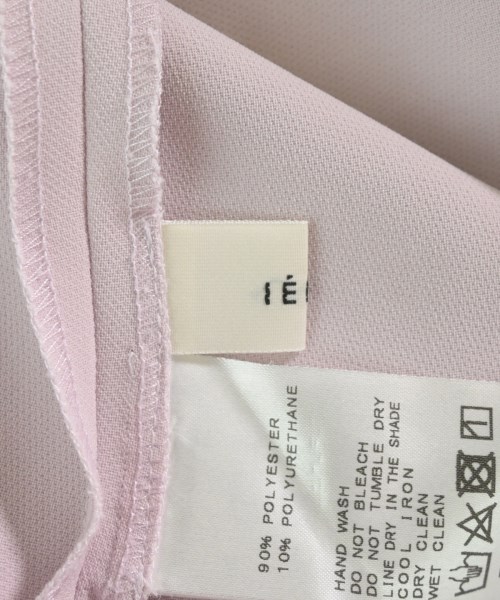 90% POLYESTER
10% POLYURETHANE
HAND WASH
DO NOT BLEACH
DO NOT TUMBLE DRY
LINE DRY IN THE SHADE
COOL IRON
DRY CLEAN
WET CLEAN